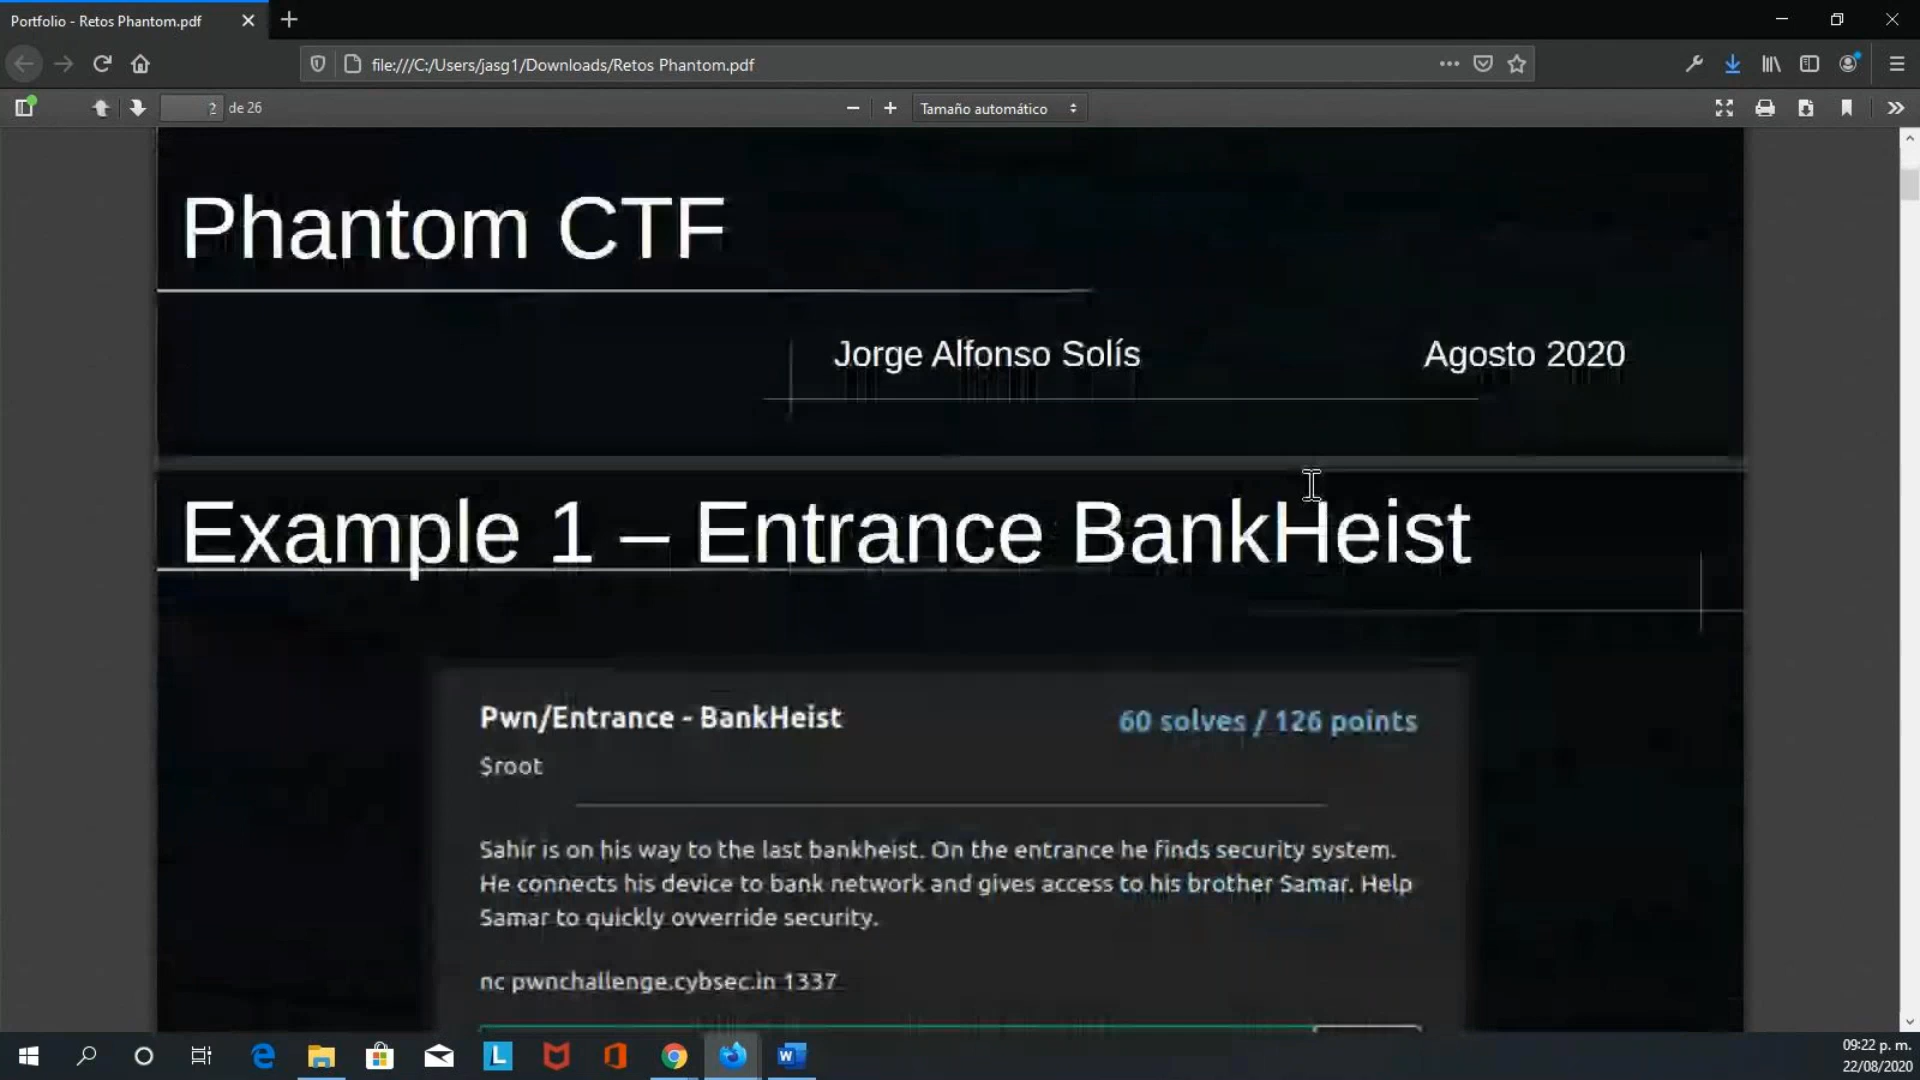 Portfolio - Retos Phantom.pdf
file:///C:/Users/jasg1/Downloads/Retos Phantom.pdf
2 de 26
Tamaño automático
Phantom CTF
Jorge Alfonso Solís
Agosto 2020
Example 1 – Entrance BankHeist
Pwn/Entrance - BankHeist
60 solves / 126 points
$root
Sahir is on his way to the last bankheist. On the entrance he finds security system.
He connects his device to bank network and gives access to his brother Samar. Help
Samar to quickly ovverride security.
nc pwnchallenge.cybsec.in 1337
09:22 p. m.
22/08/2020